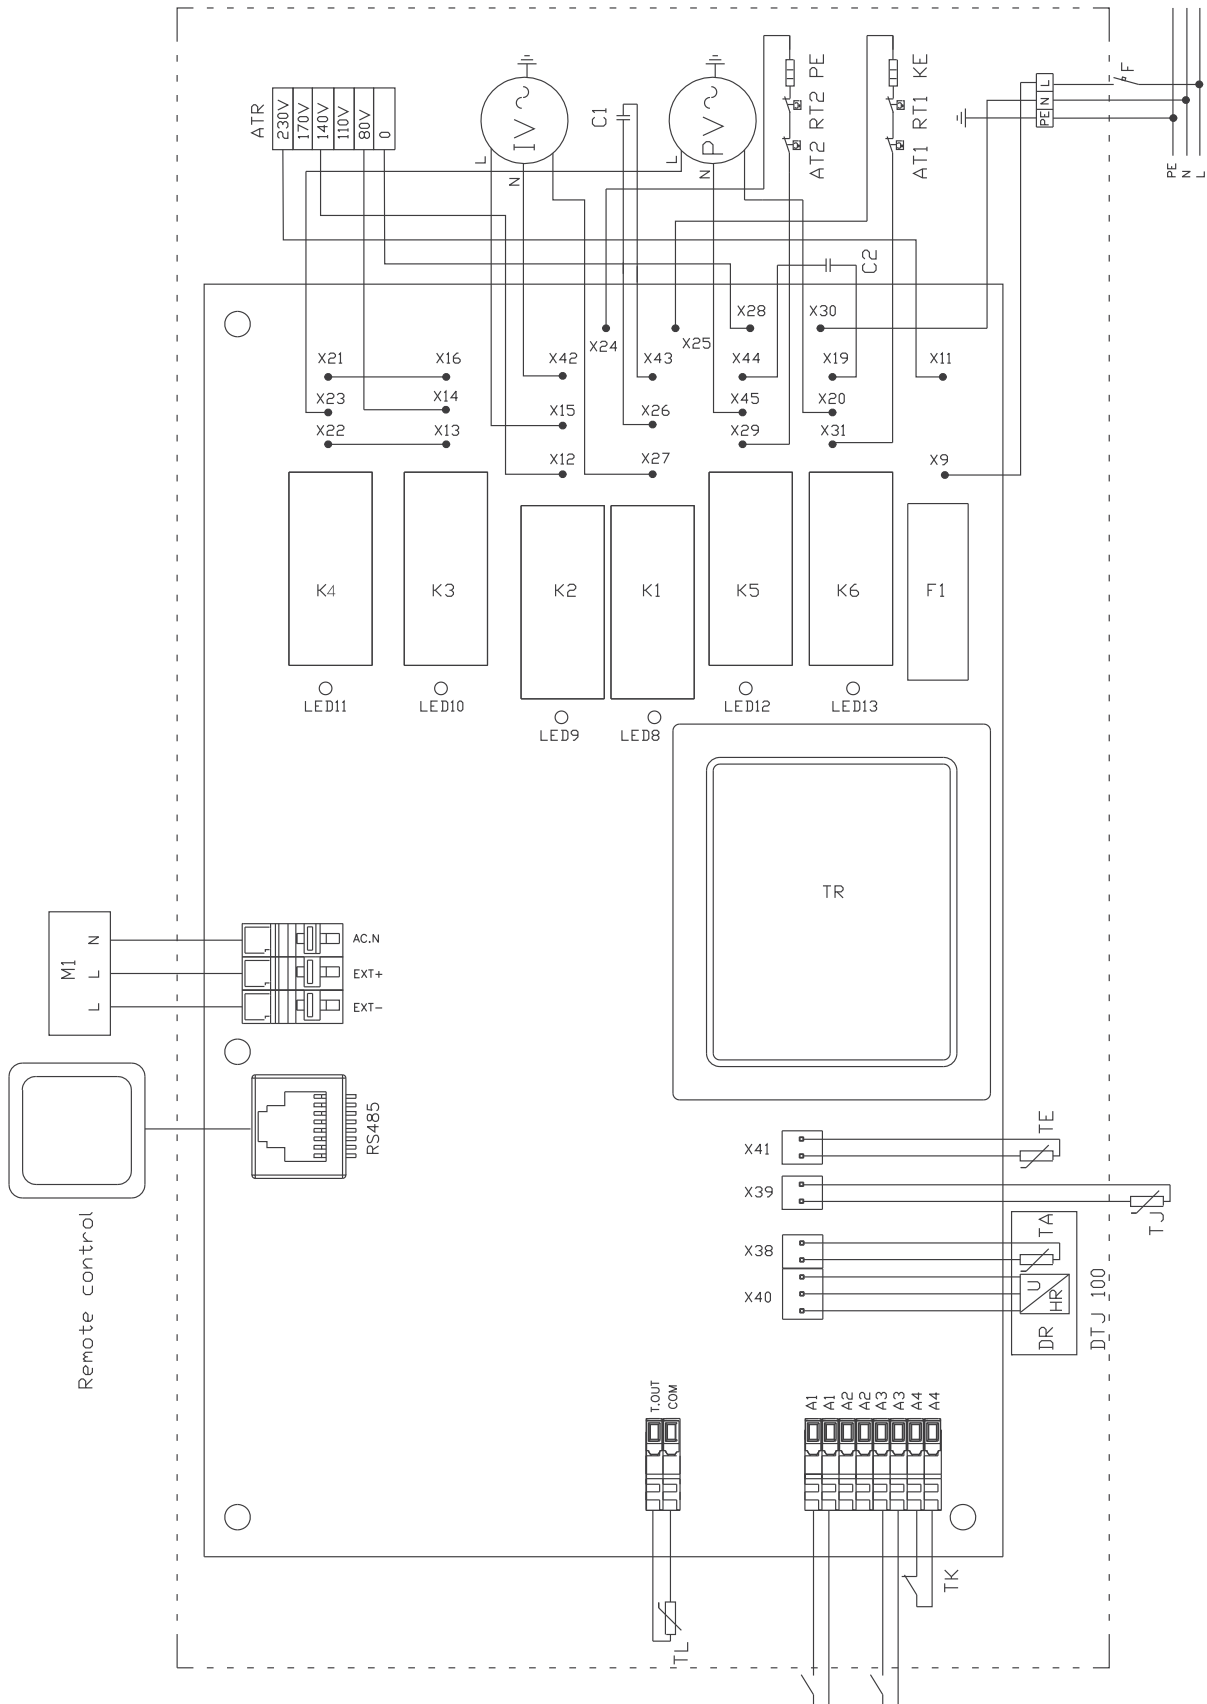 ATR
230V
170V
140V
110V
80V
0
L
IV
N
C1
L
PV
N
AT2 RT2 PE
AT1 RT1 KE
C2
PE N L
F
PE
N
L
X24
X25
X28
X30
X21
X16
X42
X43
X44
X19
X11
X23
X14
X15
X26
X45
X20
X22
X13
X12
X27
X29
X31
X9
K4
K3
K2
K1
K5
K6
F1
LED11
LED10
LED9
LED8
LED12
LED13
TR
M1
N
L
L
AC.N
EXT+
EXT-
RS485
Remote control
X41
X39
X38
X40
TE
TJ
TA
U
HR
DR
DTJ 100
T.OUT
COM
A1
A1
A2
A2
A3
A3
A4
A4
TL
TK